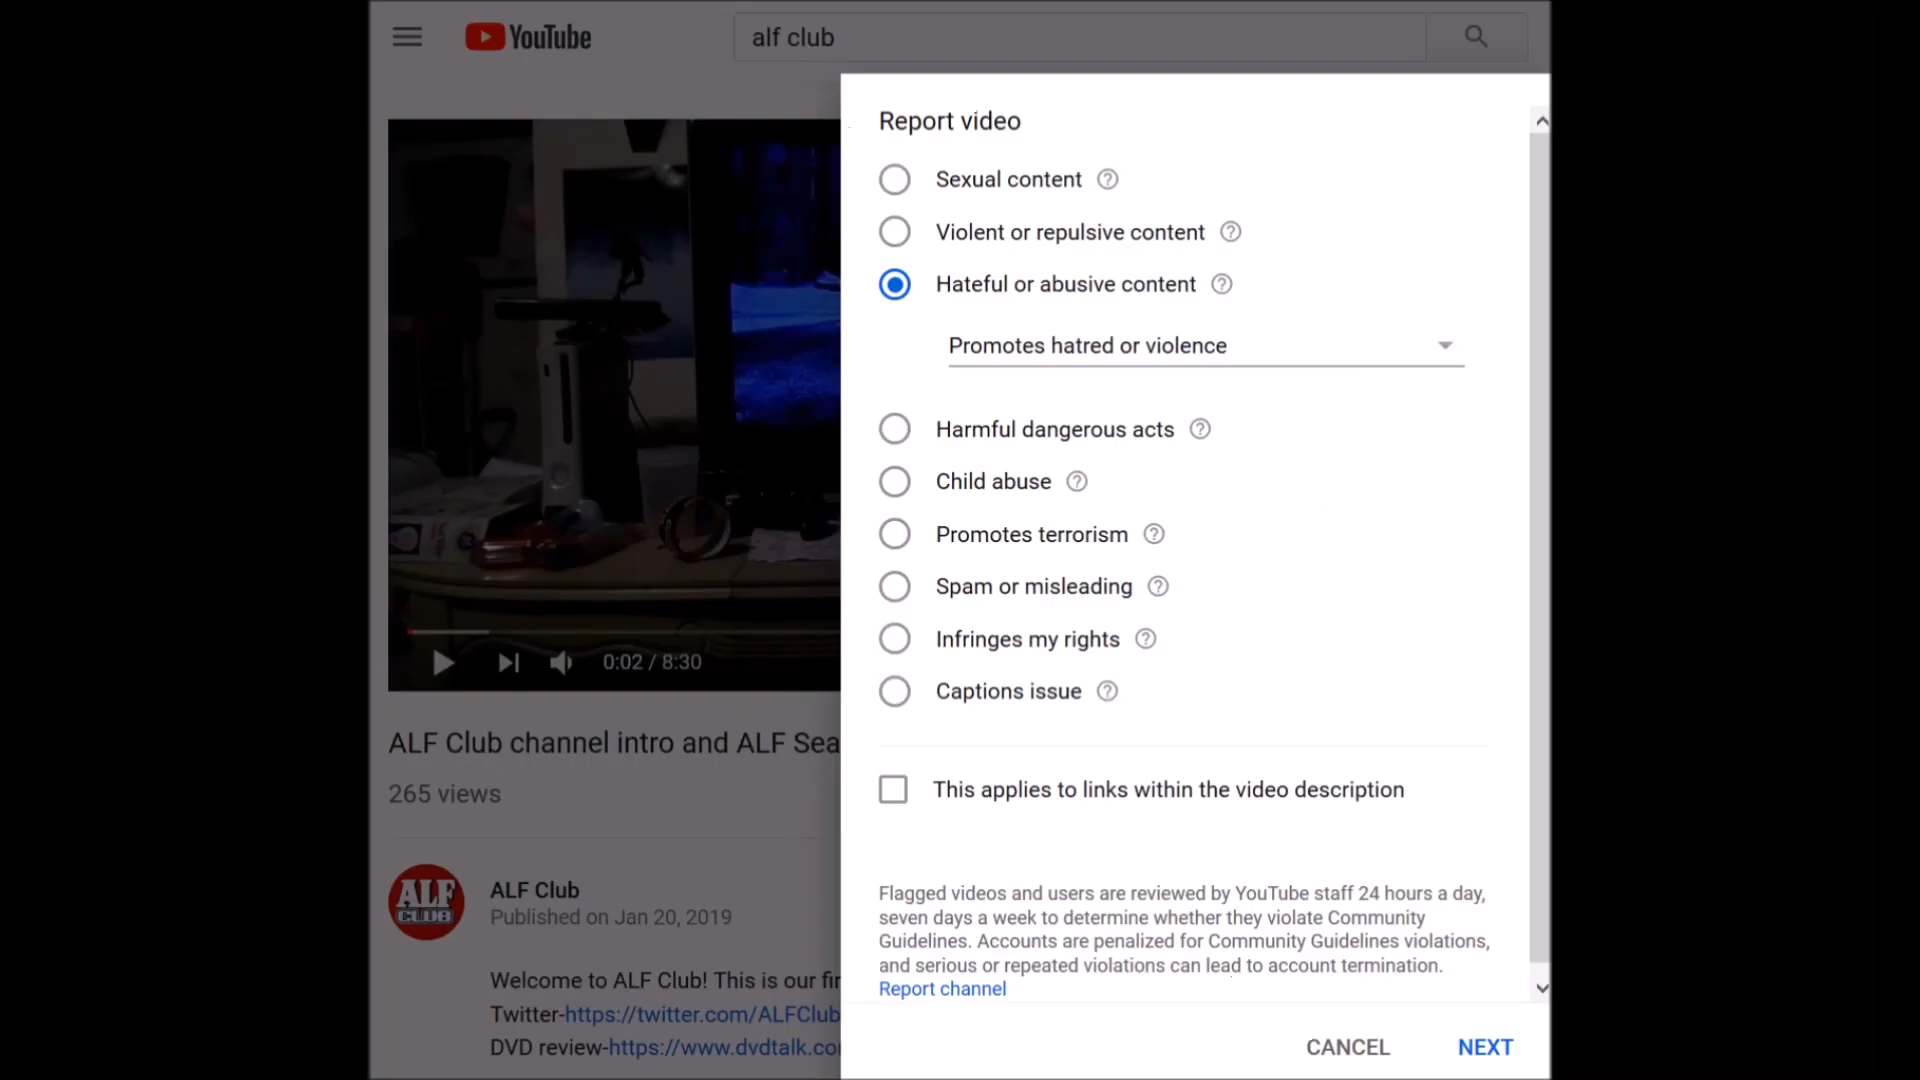 YouTube
alf club
Report video
Sexual content
Violent or repulsive content
Hateful or abusive content
Promotes hatred or violence
Harmful dangerous acts
Child abuse
Promotes terrorism
Spam or misleading
Infringes my rights
Captions issue
This applies to links within the video description
Flagged videos and users are reviewed by YouTube staff 24 hours a day,
seven days a week to determine whether they violate Community
Guidelines. Accounts are penalized for Community Guidelines violations,
and serious or repeated violations can lead to account termination.
Report channel
CANCEL
NEXT
0:02 / 8:30
ALF Club channel intro and ALF Sea
265 views
ALF
CLUB
ALF Club
Published on Jan 20, 2019
Welcome to ALF Club! This is our fir
Twitter-https://twitter.com/ALFClub
DVD review-https://www.dvdtalk.co